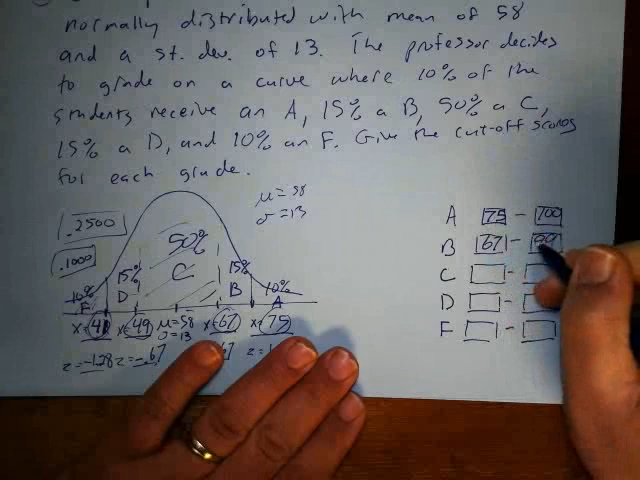 normally distributed with mean of 58
and a st. dev. of 13. The professor decides
to grade on a curve where 10% of the
students receive an A, 15% a B, 50% a C,
15% a D, and 10% an F. Give the cut-off scores
for each grade.
μ=58
σ=13
.2500
.1000
50%
C
10%
F
15%
D
15%
B
10%
A
x=41
x=49
μ=58
σ=13
x=67
x=75
z=-1.28
z=-.67
A 75 - 100
B 67 -
C -
D -
F -